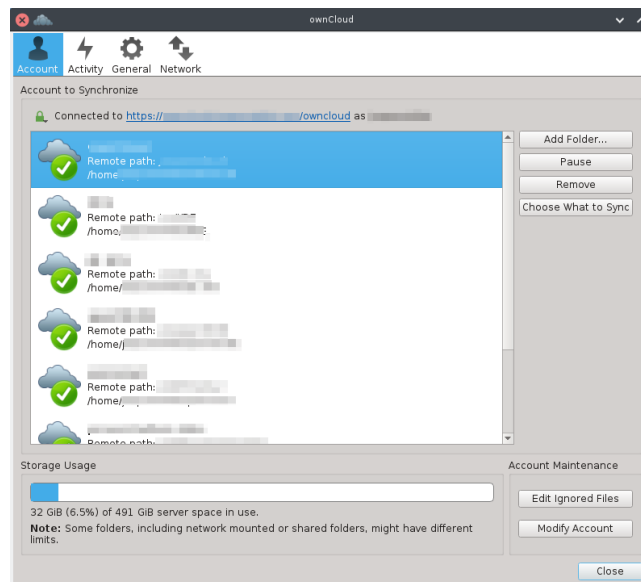 ownCloud
Account Activity General Network
Account to Synchronize
Connected to https:// /owncloud as
Add Folder...
Pause
Remove
Choose What to Sync
Remote path:
/home/
Remote path:
/home/
Remote path:
/home/
Remote path:
/home/j
Remote path:
/home/
Remote path:
Storage Usage
32 GiB (6.5%) of 491 GiB server space in use.
Note: Some folders, including network mounted or shared folders, might have different
limits.
Account Maintenance
Edit Ignored Files
Modify Account
Close